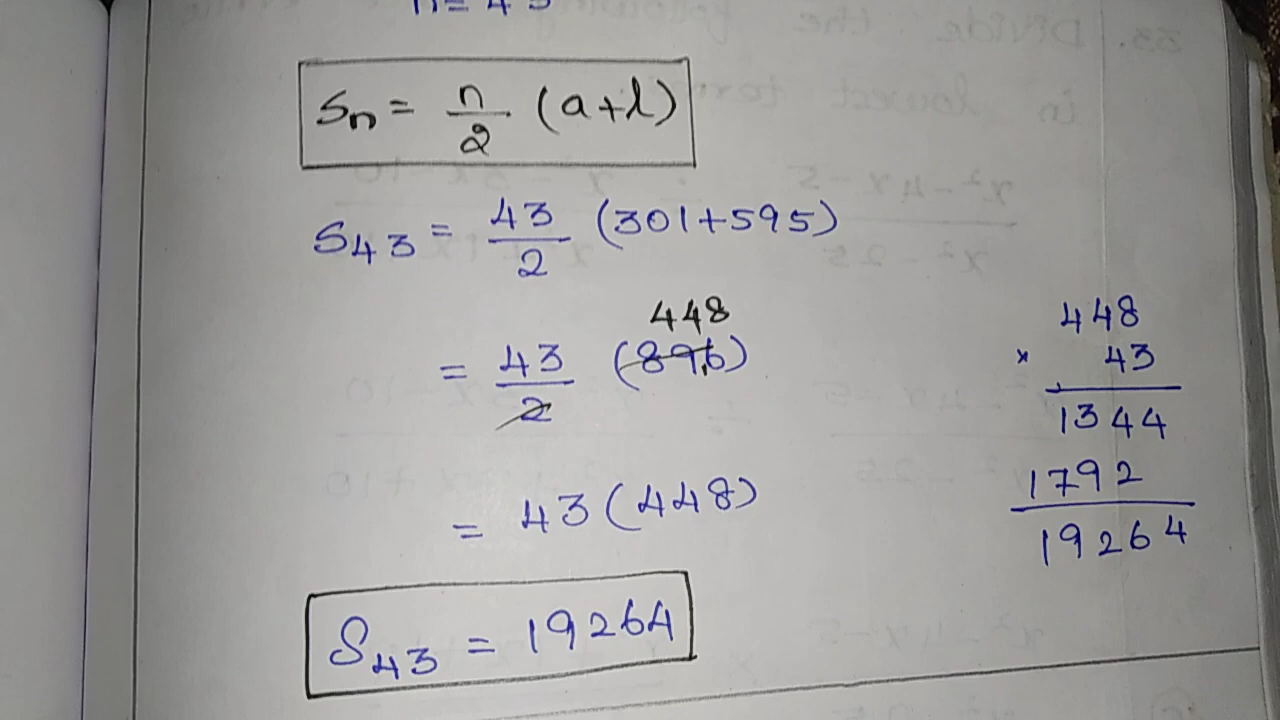 n = 43
Sn = n/2 (a+l)
S43 = 43/2 (301+595)
448
= 43/2 (896)
= 43 (448)
S43 = 19264
448
× 43
1344
1792
19264